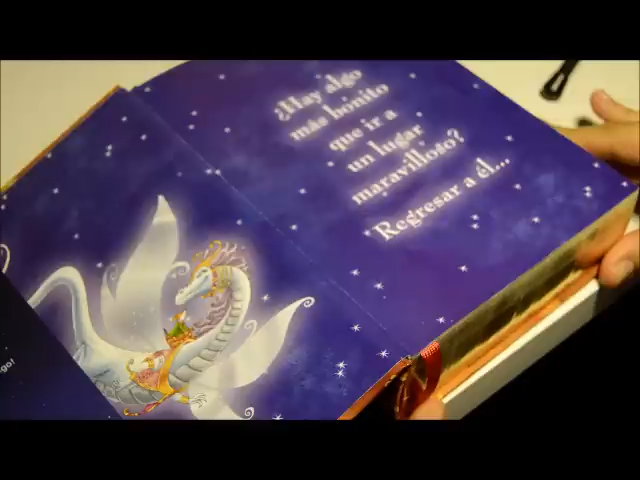 ¿Hay algo
más bonito
que ir a
un lugar
maravilloso?
Regresar a él...